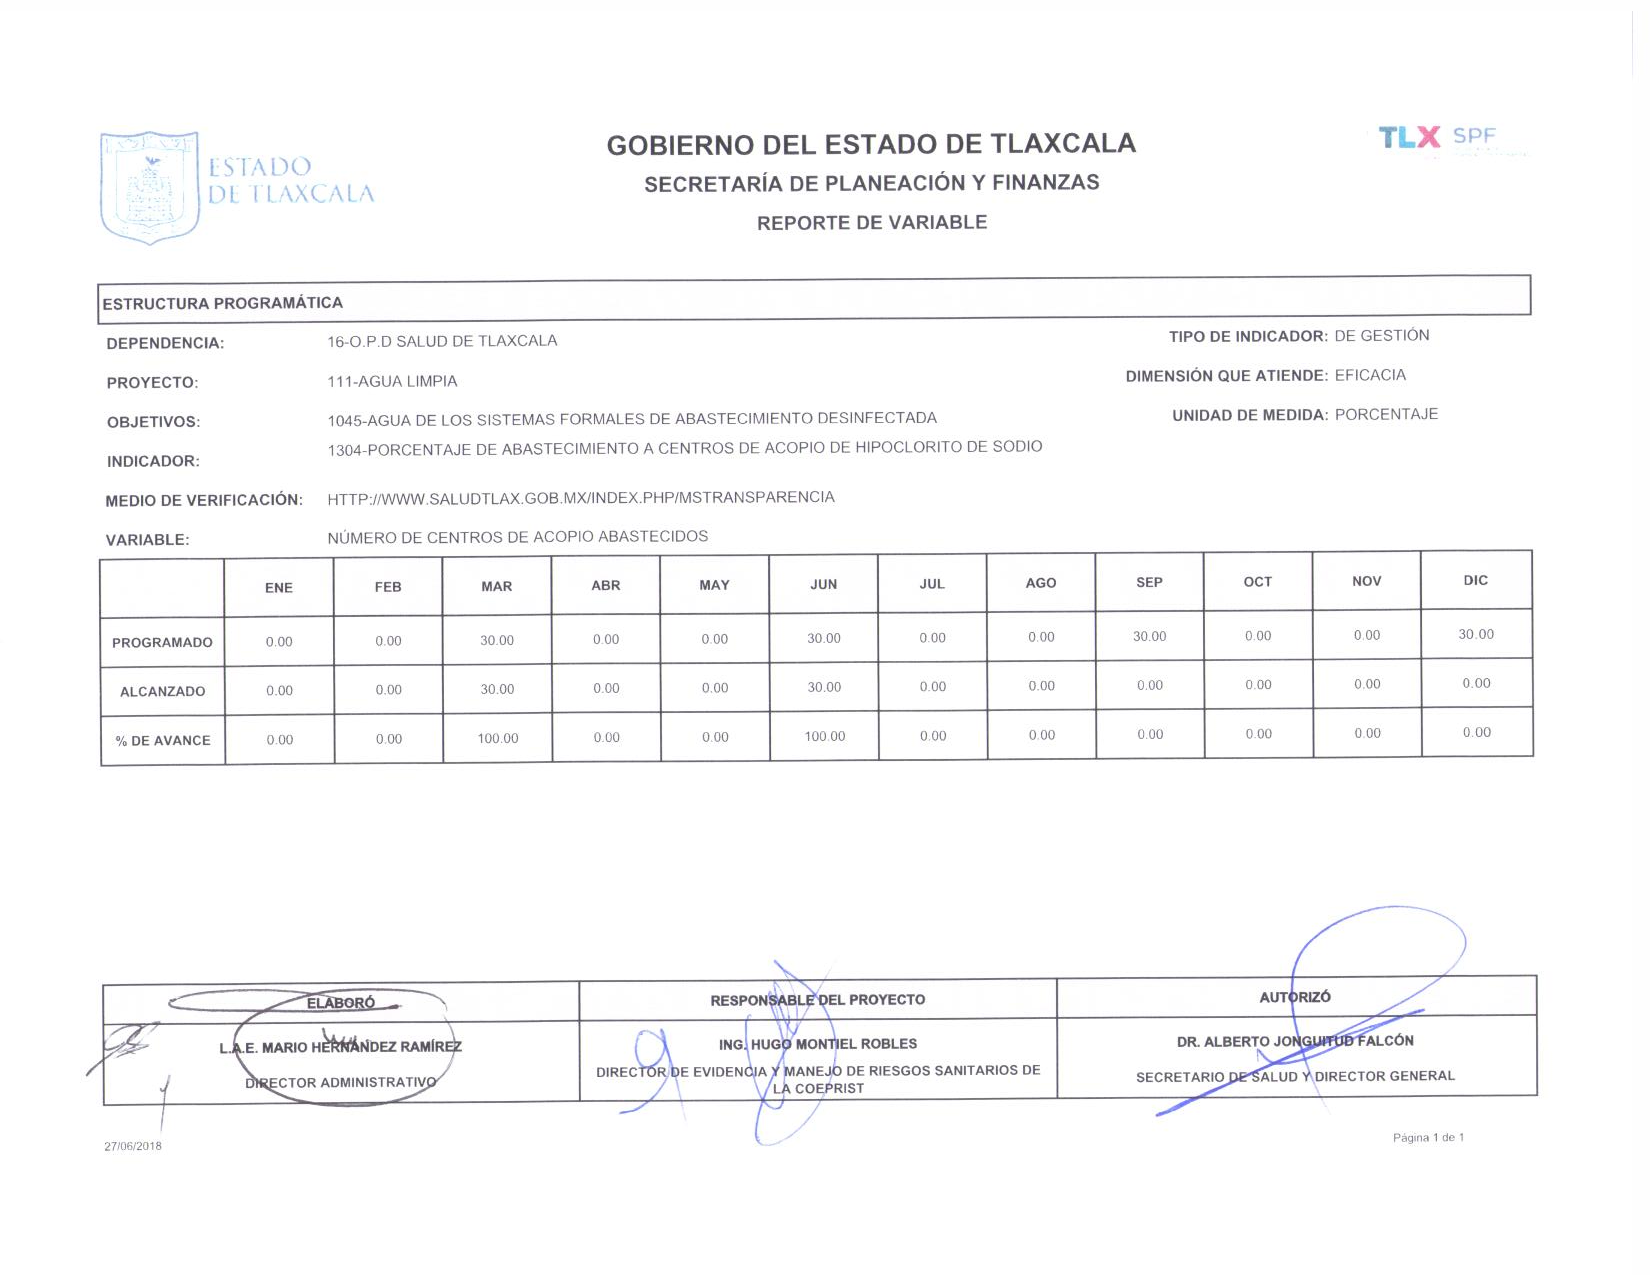 ESTADO
DE TLAXCALA
GOBIERNO DEL ESTADO DE TLAXCALA
SECRETARÍA DE PLANEACIÓN Y FINANZAS
REPORTE DE VARIABLE
TLX SPF
ESTRUCTURA PROGRAMÁTICA
DEPENDENCIA: 16-O.P.D SALUD DE TLAXCALA TIPO DE INDICADOR: DE GESTIÓN
PROYECTO: 111-AGUA LIMPIA DIMENSIÓN QUE ATIENDE: EFICACIA
OBJETIVOS: 1045-AGUA DE LOS SISTEMAS FORMALES DE ABASTECIMIENTO DESINFECTADA UNIDAD DE MEDIDA: PORCENTAJE
INDICADOR: 1304-PORCENTAJE DE ABASTECIMIENTO A CENTROS DE ACOPIO DE HIPOCLORITO DE SODIO
MEDIO DE VERIFICACIÓN: HTTP://WWW.SALUDTLAX.GOB.MX/INDEX.PHP/MSTRANSPARENCIA
VARIABLE: NÚMERO DE CENTROS DE ACOPIO ABASTECIDOS
ENE FEB MAR ABR MAY JUN JUL AGO SEP OCT NOV DIC
PROGRAMADO 0.00 0.00 30.00 0.00 0.00 30.00 0.00 0.00 30.00 0.00 0.00 30.00
ALCANZADO 0.00 0.00 30.00 0.00 0.00 30.00 0.00 0.00 0.00 0.00 0.00 0.00
% DE AVANCE 0.00 0.00 100.00 0.00 0.00 100.00 0.00 0.00 0.00 0.00 0.00 0.00
ELABORÓ RESPONSABLE DEL PROYECTO AUTORIZÓ
L.A.E. MARIO HERNÁNDEZ RAMÍREZ ING. HUGO MONTIEL ROBLES DR. ALBERTO JONGUITUD FALCÓN
DIRECTOR ADMINISTRATIVO DIRECTOR DE EVIDENCIA Y MANEJO DE RIESGOS SANITARIOS DE SECRETARIO DE SALUD Y DIRECTOR GENERAL
LA COEPRIST
27/06/2018 Página 1 de 1